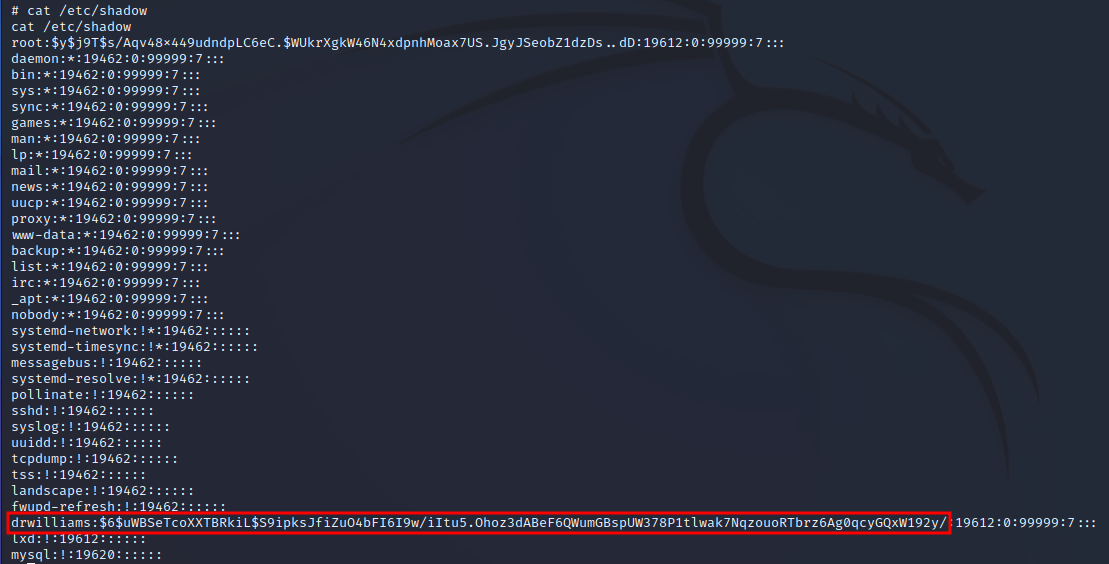 # cat /etc/shadow
cat /etc/shadow
root:$y$j9T$s/Aqv48×449udndpLC6eC.$WUkrXgkW46N4xdpnhMoax7US.JgyJSeobZ1dzDs..dD:19612:0:99999:7:::
daemon:*:19462:0:99999:7:::
bin:*:19462:0:99999:7:::
sys:*:19462:0:99999:7:::
sync:*:19462:0:99999:7:::
games:*:19462:0:99999:7:::
man:*:19462:0:99999:7:::
lp:*:19462:0:99999:7:::
mail:*:19462:0:99999:7:::
news:*:19462:0:99999:7:::
uucp:*:19462:0:99999:7:::
proxy:*:19462:0:99999:7:::
www-data:*:19462:0:99999:7:::
backup:*:19462:0:99999:7:::
list:*:19462:0:99999:7:::
irc:*:19462:0:99999:7:::
_apt:*:19462:0:99999:7:::
nobody:*:19462:0:99999:7:::
systemd-network:!*:19462::::::
systemd-timesync:!*:19462::::::
messagebus:!:19462::::::
systemd-resolve:!*:19462::::::
pollinate:!:19462::::::
sshd:!:19462::::::
syslog:!:19462::::::
uuidd:!:19462::::::
tcpdump:!:19462::::::
tss:!:19462::::::
landscape:!:19462::::::
fwupd-refresh:!:19462::::::
drwilliams:$6$uWBSeTcoXXTBRkiL$S9ipksJfiZuO4bFI6I9w/iItu5.Ohoz3dABeF6QWumGBspUW378P1tlwak7NqzouoRTbrz6Ag0qcyGQxW192y/:19612:0:99999:7:::
lxd:!:19612::::::
mysql:!:19620::::::